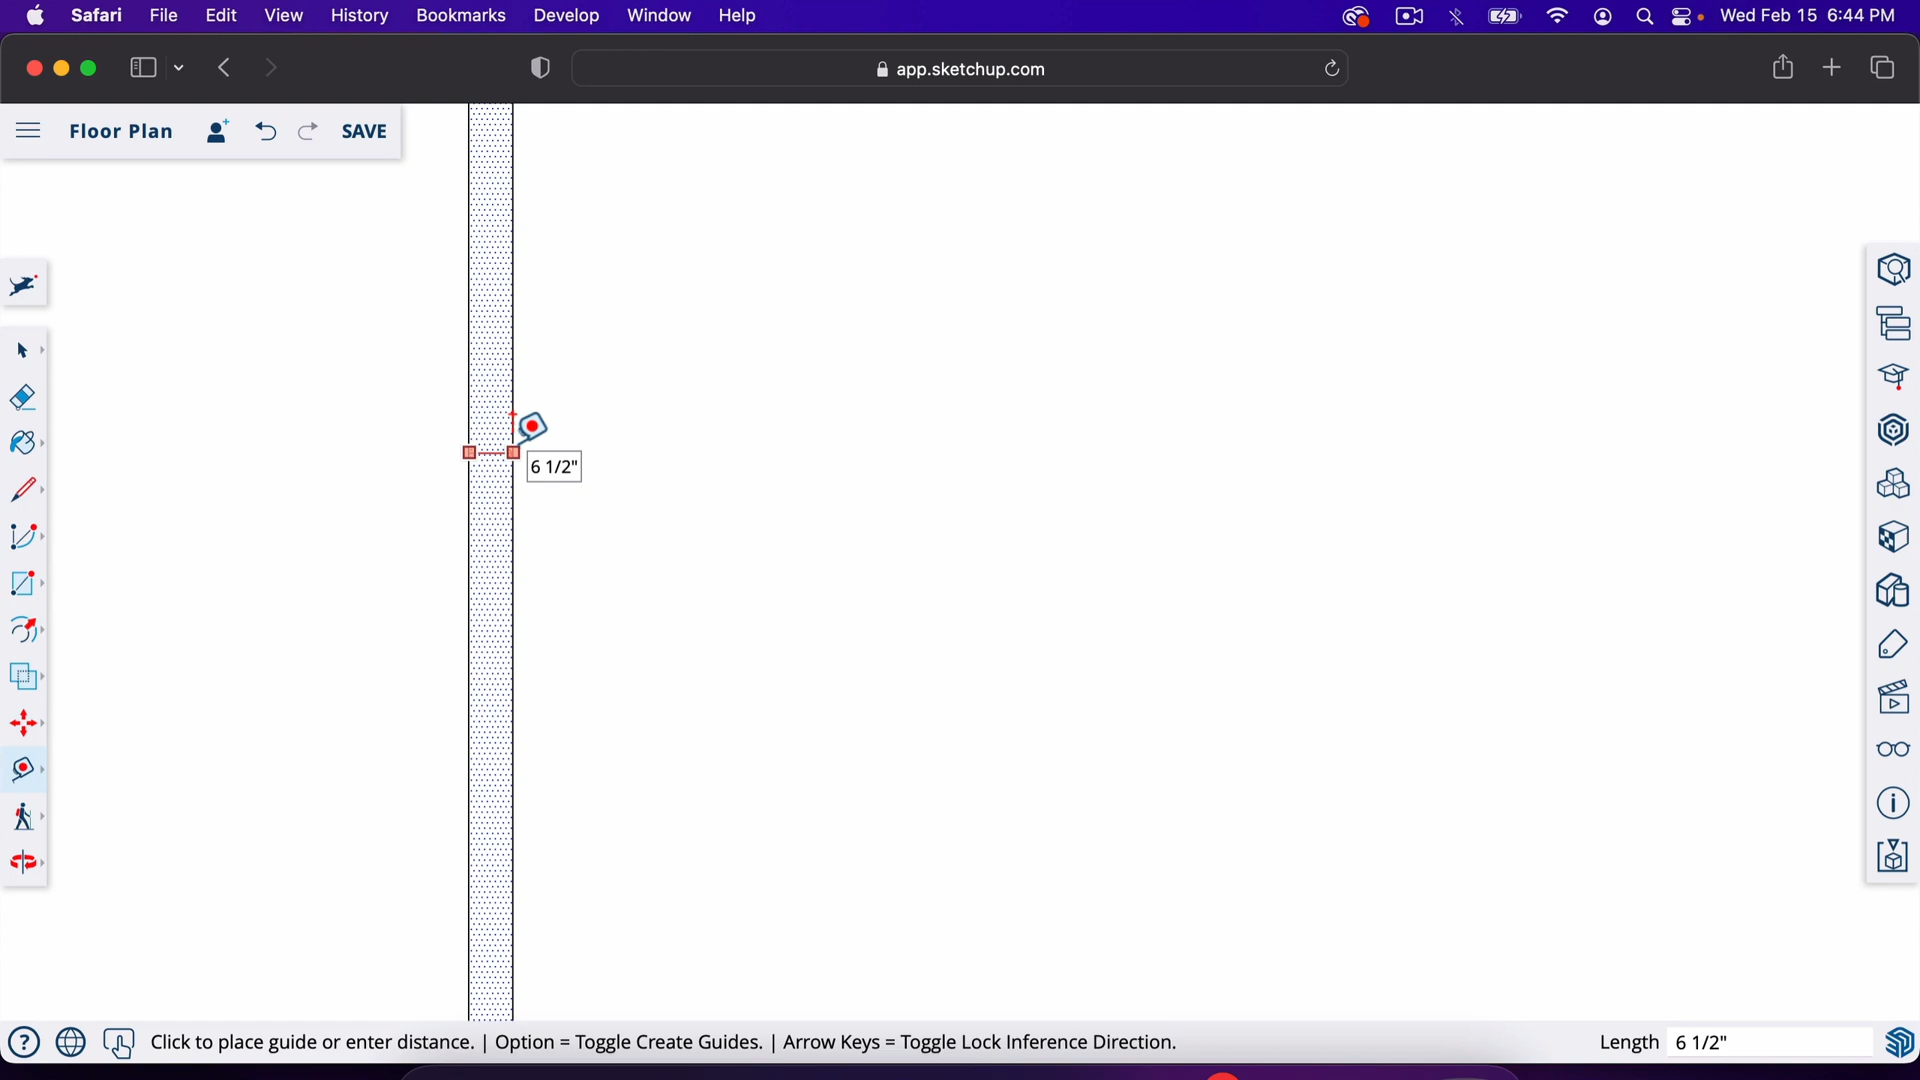 Safari File Edit View History Bookmarks Develop Window Help Wed Feb 15 6:44 PM
app.sketchup.com
Floor Plan SAVE
6 1/2"
Click to place guide or enter distance. | Option = Toggle Create Guides. | Arrow Keys = Toggle Lock Inference Direction. Length 6 1/2"